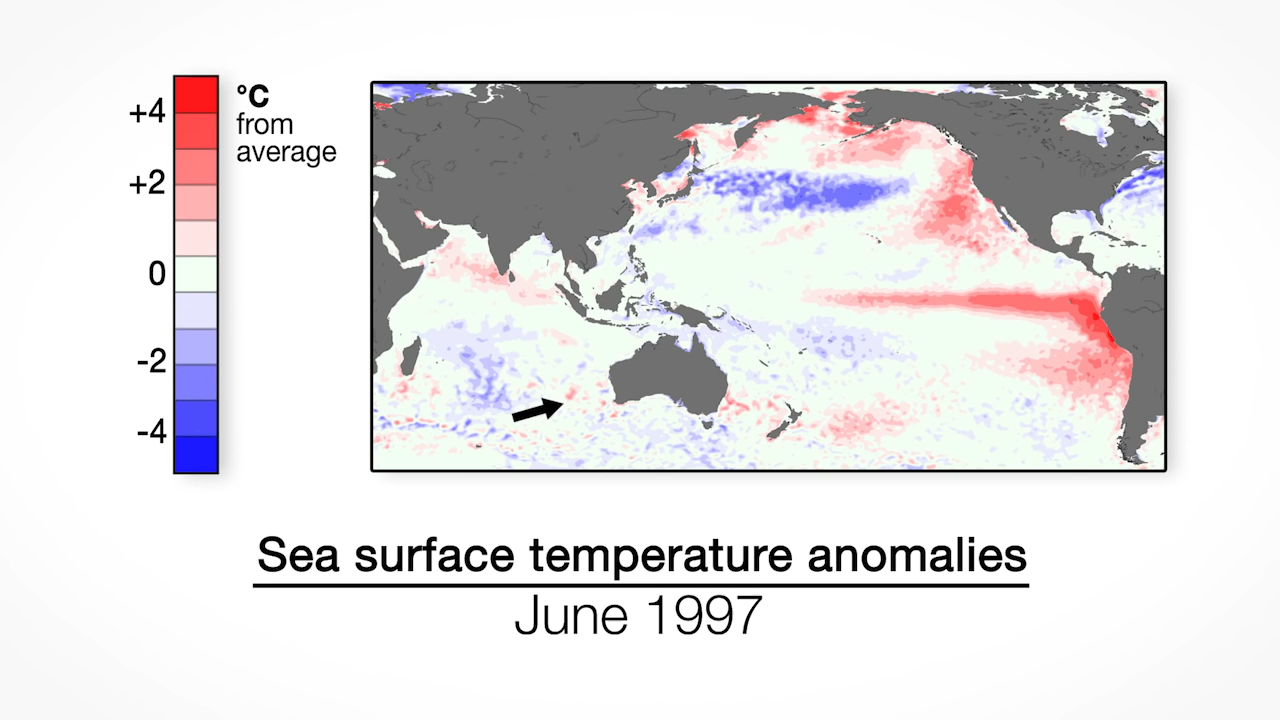 +4
+2
0
-2
-4
°C
from
average
Sea surface temperature anomalies
June 1997